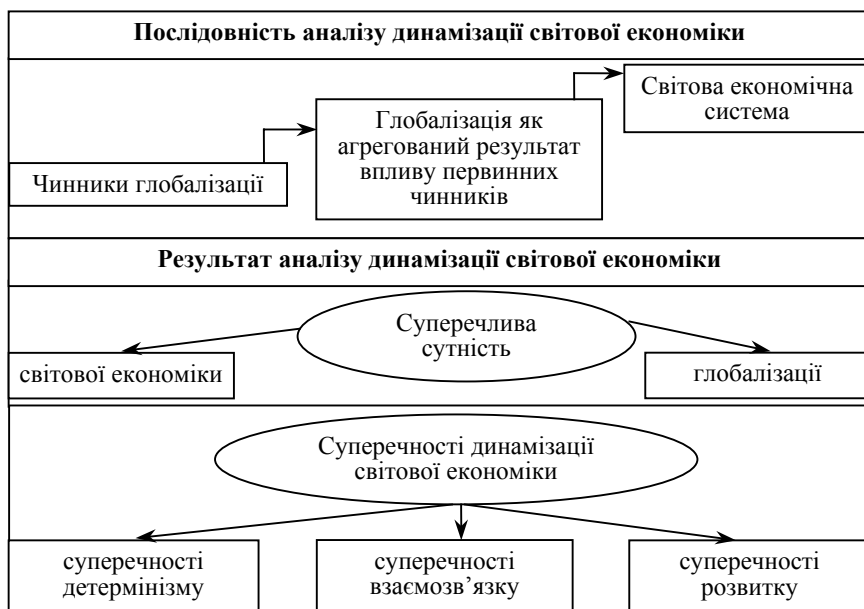 Послідовність аналізу динамізації світової економіки
Світова економічна
система
Глобалізація як
агрегований результат
впливу первинних
чинників
Чинники глобалізації
Результат аналізу динамізації світової економіки
Суперечлива
сутність
світової економіки
глобалізації
Суперечності динамізації
світової економіки
суперечності
детермінізму
суперечності
взаємозв’язку
суперечності
розвитку